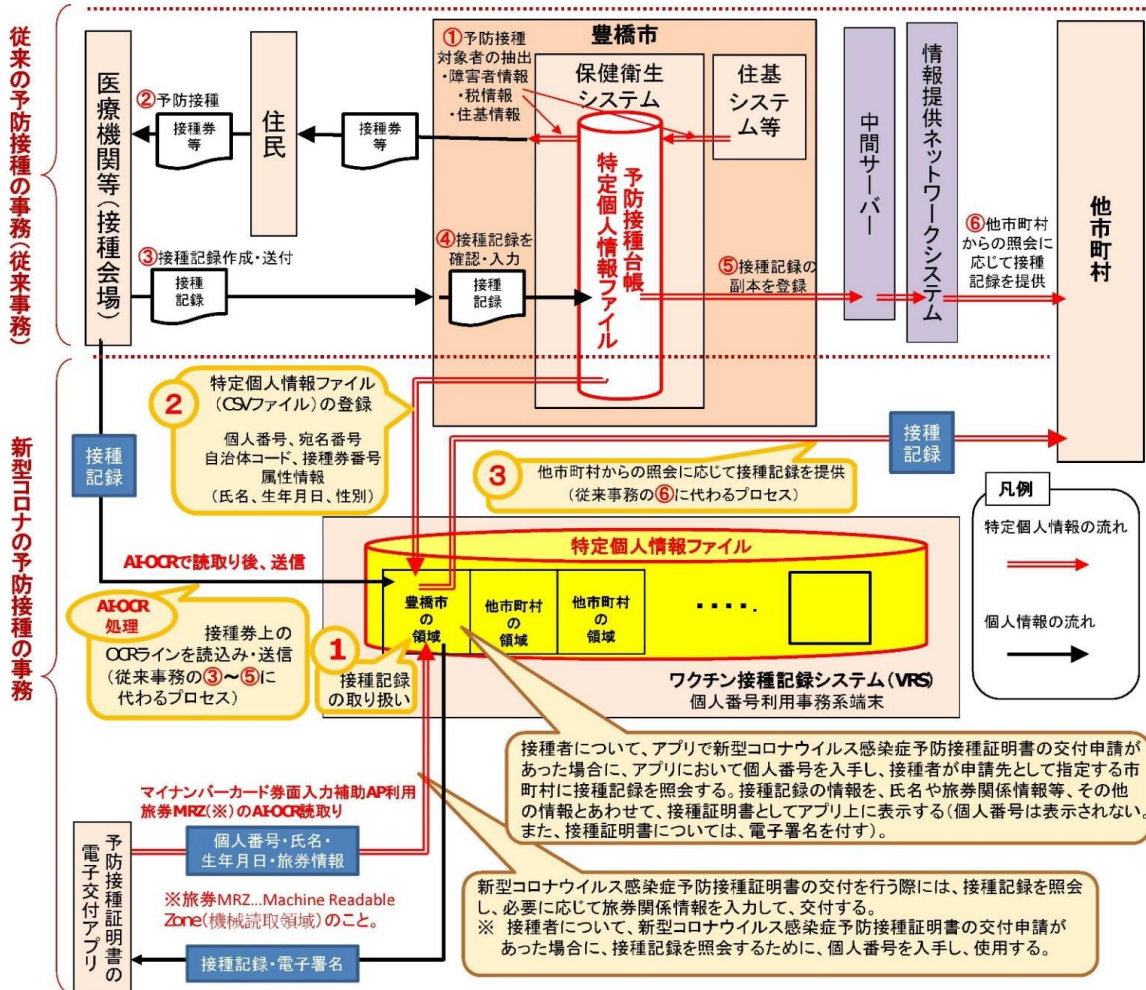 従来の予防接種の事務(従来事務)
医療機関等(接種会場)
②予防接種
接種券
等
住民
接種券
等
③接種記録作成・送付
接種
記録
豊橋市
①予防接種
対象者の抽出
・障害者情報
・税情報
・住基情報
保健衛生
システム
住基
システ
ム等
予防接種台帳
特定個人情報ファイル
④接種記録を
確認・入力
接種
記録
⑤接種記録の
副本を登録
中間サーバー
情報提供ネットワークシステム
⑥他市町村
からの照会に
応じて接種
記録を提供
他市町村
新型コロナの予防接種の事務
接種
記録
②
特定個人情報ファイル
(CSVファイル)の登録
個人番号、宛名番号
自治体コード、接種券番号
属性情報
(氏名、生年月日、性別)
接種
記録
③
他市町村からの照会に応じて接種記録を提供
(従来事務の⑥に代わるプロセス)
凡例
特定個人情報の流れ
個人情報の流れ
AI-OCRで読取り後、送信
特定個人情報ファイル
豊橋市
の
領域
他市町村
の
領域
他市町村
の
領域
・・・・.
AI-OCR
処理
接種券上の
OCRラインを読込み・送信
(従来事務の③~⑤に
代わるプロセス)
①
接種記録
の取り扱い
ワクチン接種記録システム(VRS)
個人番号利用事務系端末
接種者について、アプリで新型コロナウイルス感染症予防接種証明書の交付申請が
あった場合に、アプリにおいて個人番号を入手し、接種者が申請先として指定する市
町村に接種記録を照会する。接種記録の情報を、氏名や旅券関係情報等、その他
の情報とあわせて、接種証明書としてアプリ上に表示する(個人番号は表示されない。
また、接種証明書については、電子署名を付す)。
マイナンバーカード券面入力補助AP利用
旅券MRZ(※)のAI-OCR読取り
予防接種証明書の
電子交付アプリ
個人番号・氏名・
生年月日・旅券情報
※旅券MRZ...Machine Readable
Zone(機械読取領域)のこと。
接種記録・電子署名
新型コロナウイルス感染症予防接種証明書の交付を行う際には、接種記録を照会
し、必要に応じて旅券関係情報を入力して、交付する。
※ 接種者について、新型コロナウイルス感染症予防接種証明書の交付申請が
あった場合に、接種記録を照会するために、個人番号を入手し、使用する。